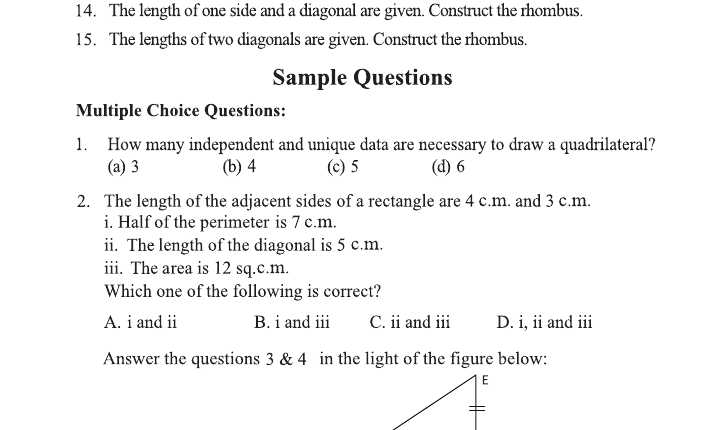 14. The length of one side and a diagonal are given. Construct the rhombus.
15. The lengths of two diagonals are given. Construct the rhombus.
Sample Questions
Multiple Choice Questions:
1. How many independent and unique data are necessary to draw a quadrilateral?
(a) 3 (b) 4 (c) 5 (d) 6
2. The length of the adjacent sides of a rectangle are 4 c.m. and 3 c.m.
i. Half of the perimeter is 7 c.m.
ii. The length of the diagonal is 5 c.m.
iii. The area is 12 sq.c.m.
Which one of the following is correct?
A. i and ii B. i and iii C. ii and iii D. i, ii and iii
Answer the questions 3 & 4 in the light of the figure below:
E